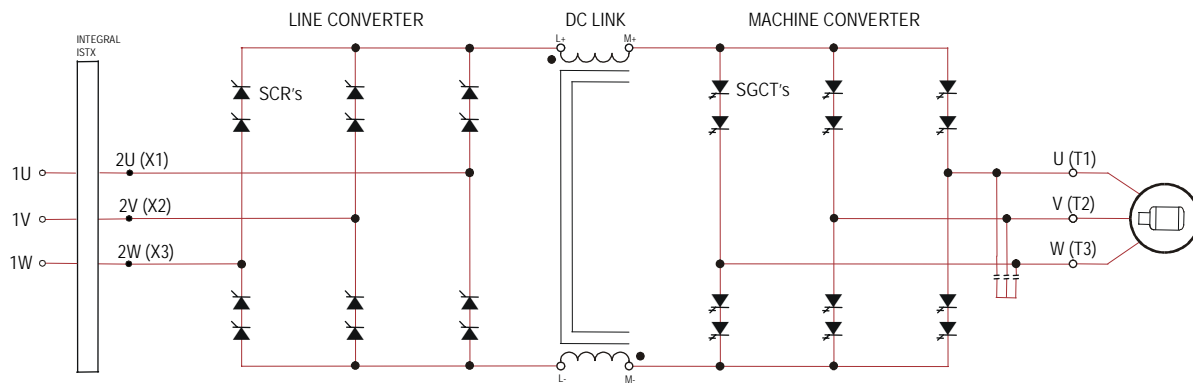 LINE CONVERTER
DC LINK
MACHINE CONVERTER
INTEGRAL
ISTX
L+
M+
SCR's
SGCT's
2U (X1)
U (T1)
1U
2V (X2)
V (T2)
1V
2W (X3)
W (T3)
1W
L-
M-